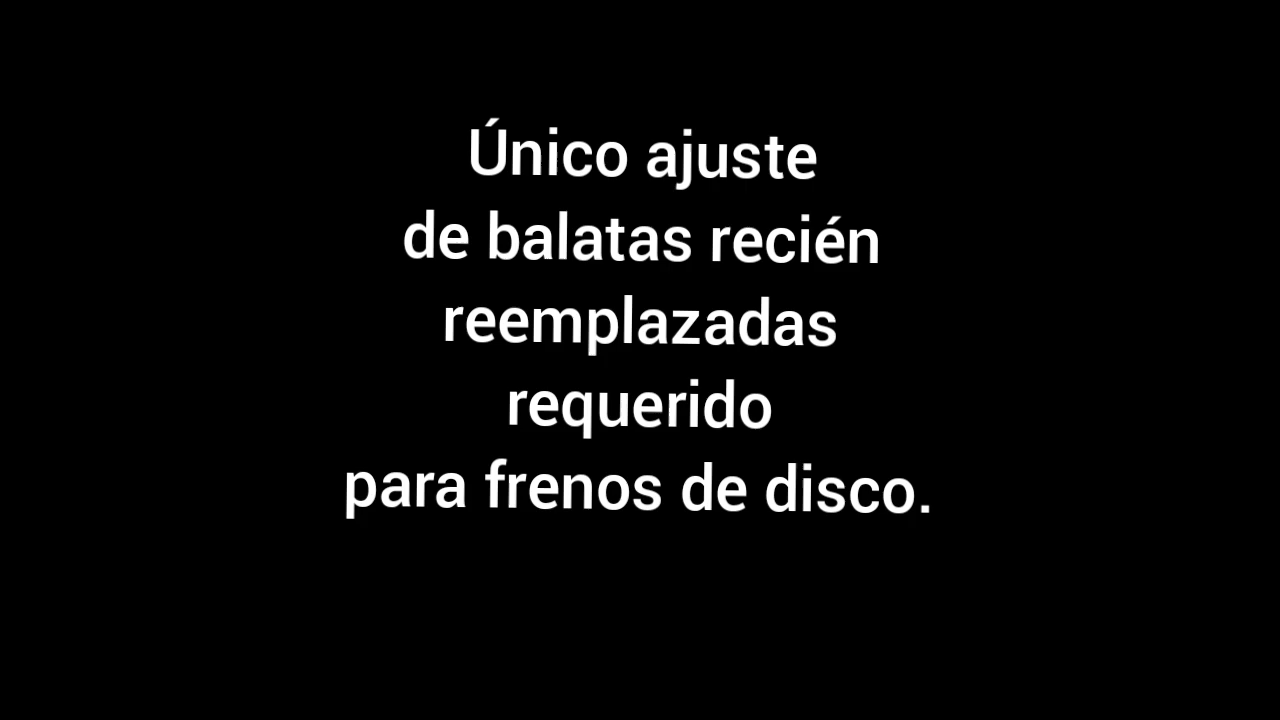 Único ajuste
de balatas recién
reemplazadas
requerido
para frenos de disco.